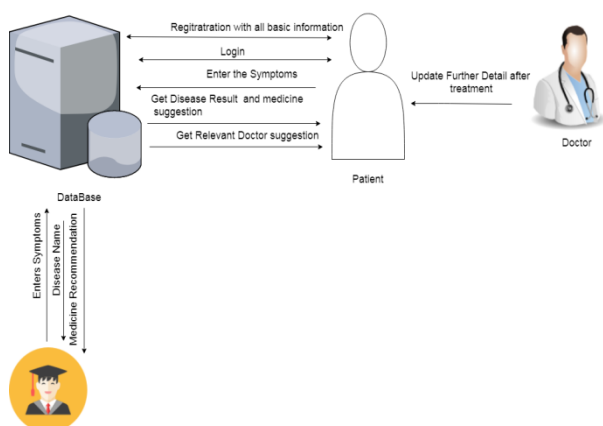 Regitratration with all basic information
Login
Enter the Symptoms
Get Disease Result and medicine
suggestion
Get Relevant Doctor suggestion
Update Further Detail after
treatment
Doctor
Patient
DataBase
Enters Symptoms
Disease Name
Medicine Recommendation